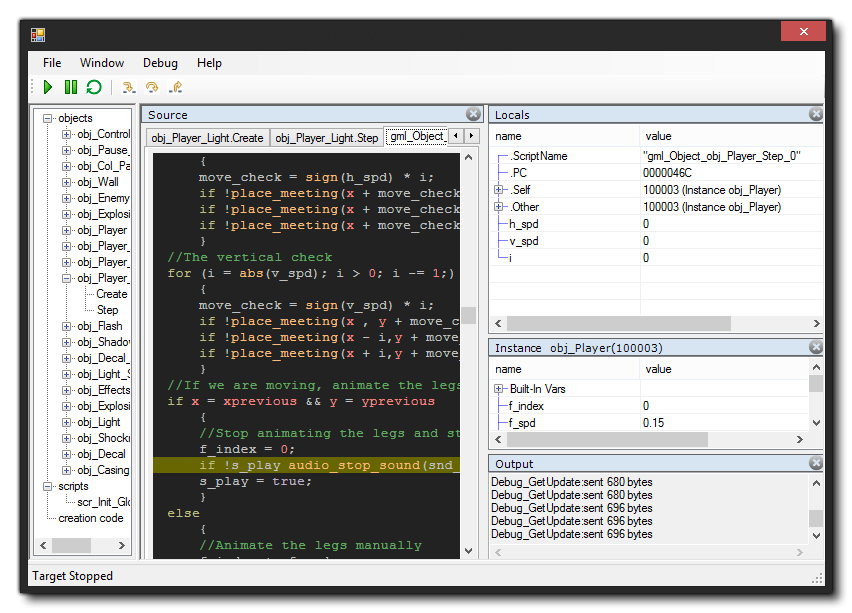 File Window Debug Help
objects
obj_Control
obj_Pause_
obj_Col_Pa
obj_Wall
obj_Enemy
obj_Explosi
obj_Player
obj_Player_
obj_Player_
obj_Player_
Create
Step
obj_Flash
obj_Shado
obj_Decal_
obj_Light_S
obj_Effects
obj_Explosi
obj_Light
obj_Shock
obj_Decal
obj_Casing
scripts
scr_Init_Glo
creation code
Source
obj_Player_Light.Create obj_Player_Light.Step gml_Object_
{
move_check = sign(h_spd) * i;
if !place_meeting(x + move_check
if !place_meeting(x + move_check
if !place_meeting(x + move_check
}
//The vertical check
for (i = abs(v_spd); i > 0; i -= 1;)
{
move_check = sign(v_spd) * i;
if !place_meeting(x , y + move_c
if !place_meeting(x - i,y + move_
if !place_meeting(x + i,y + move_
}
//If we are moving, animate the legs
if x = xprevious && y = yprevious
{
//Stop animating the legs and st
f_index = 0;
if !s_play audio_stop_sound(snd_
s_play = true;
}
else
{
//Animate the legs manually
Locals
name value
.ScriptName "gml_Object_obj_Player_Step_0"
.PC 0000046C
.Self 100003 (Instance obj_Player)
.Other 100003 (Instance obj_Player)
h_spd 0
v_spd 0
i 0
Instance obj_Player(100003)
name value
Built-In Vars
f_index 0
f_spd 0.15
Output
Debug_GetUpdate:sent 680 bytes
Debug_GetUpdate:sent 680 bytes
Debug_GetUpdate:sent 696 bytes
Debug_GetUpdate:sent 696 bytes
Debug_GetUpdate:sent 696 bytes
Target Stopped